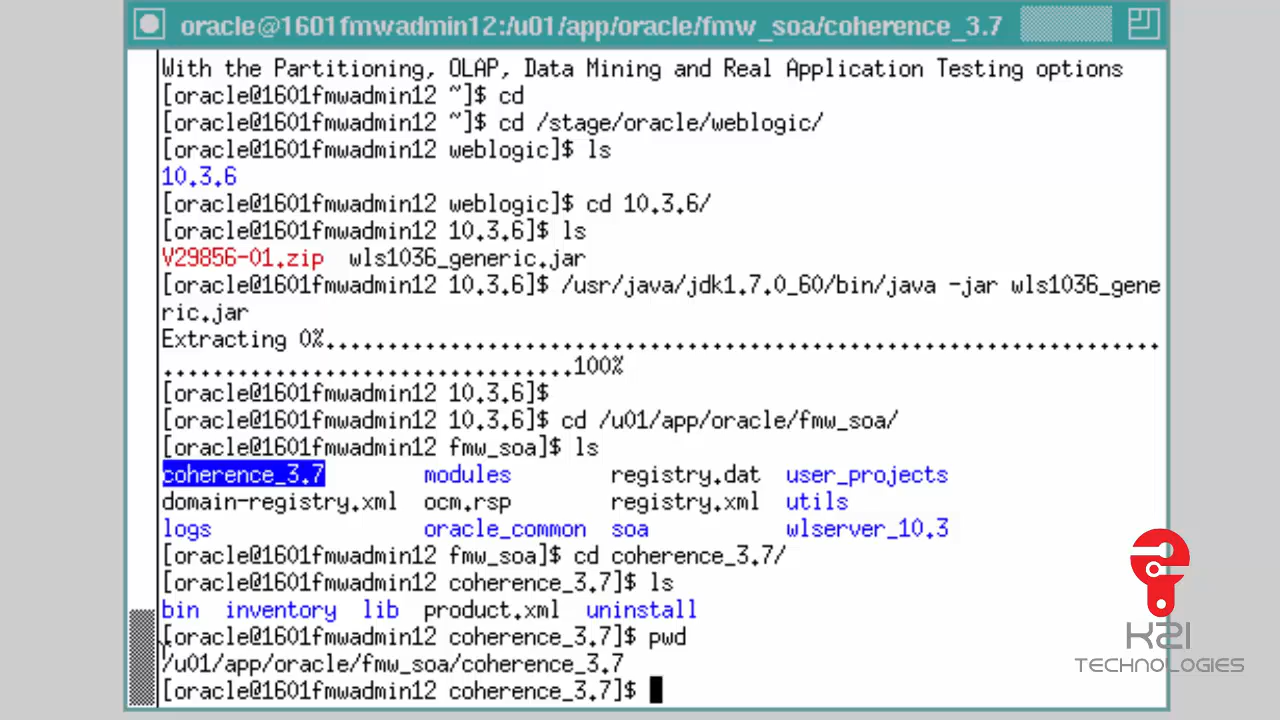 oracle@1601fmwadmin12:/u01/app/oracle/fmw_soa/coherence_3.7
With the Partitioning, OLAP, Data Mining and Real Application Testing options
[oracle@1601fmwadmin12 ~]$ cd
[oracle@1601fmwadmin12 ~]$ cd /stage/oracle/weblogic/
[oracle@1601fmwadmin12 weblogic]$ ls
10.3.6
[oracle@1601fmwadmin12 weblogic]$ cd 10.3.6/
[oracle@1601fmwadmin12 10.3.6]$ ls
V29856-01.zip  wls1036_generic.jar
[oracle@1601fmwadmin12 10.3.6]$ /usr/java/jdk1.7.0_60/bin/java -jar wls1036_gene
ric.jar
Extracting 0%...................................................................
.................................100%
[oracle@1601fmwadmin12 10.3.6]$
[oracle@1601fmwadmin12 10.3.6]$ cd /u01/app/oracle/fmw_soa/
[oracle@1601fmwadmin12 fmw_soa]$ ls
coherence_3.7        modules        registry.dat  user_projects
domain-registry.xml  ocm.rsp        registry.xml  utils
logs                 oracle_common  soa           wlserver_10.3
[oracle@1601fmwadmin12 fmw_soa]$ cd coherence_3.7/
[oracle@1601fmwadmin12 coherence_3.7]$ ls
bin  inventory  lib  product.xml  uninstall
[oracle@1601fmwadmin12 coherence_3.7]$ pwd
/u01/app/oracle/fmw_soa/coherence_3.7
[oracle@1601fmwadmin12 coherence_3.7]$
K21
TECHNOLOGIES